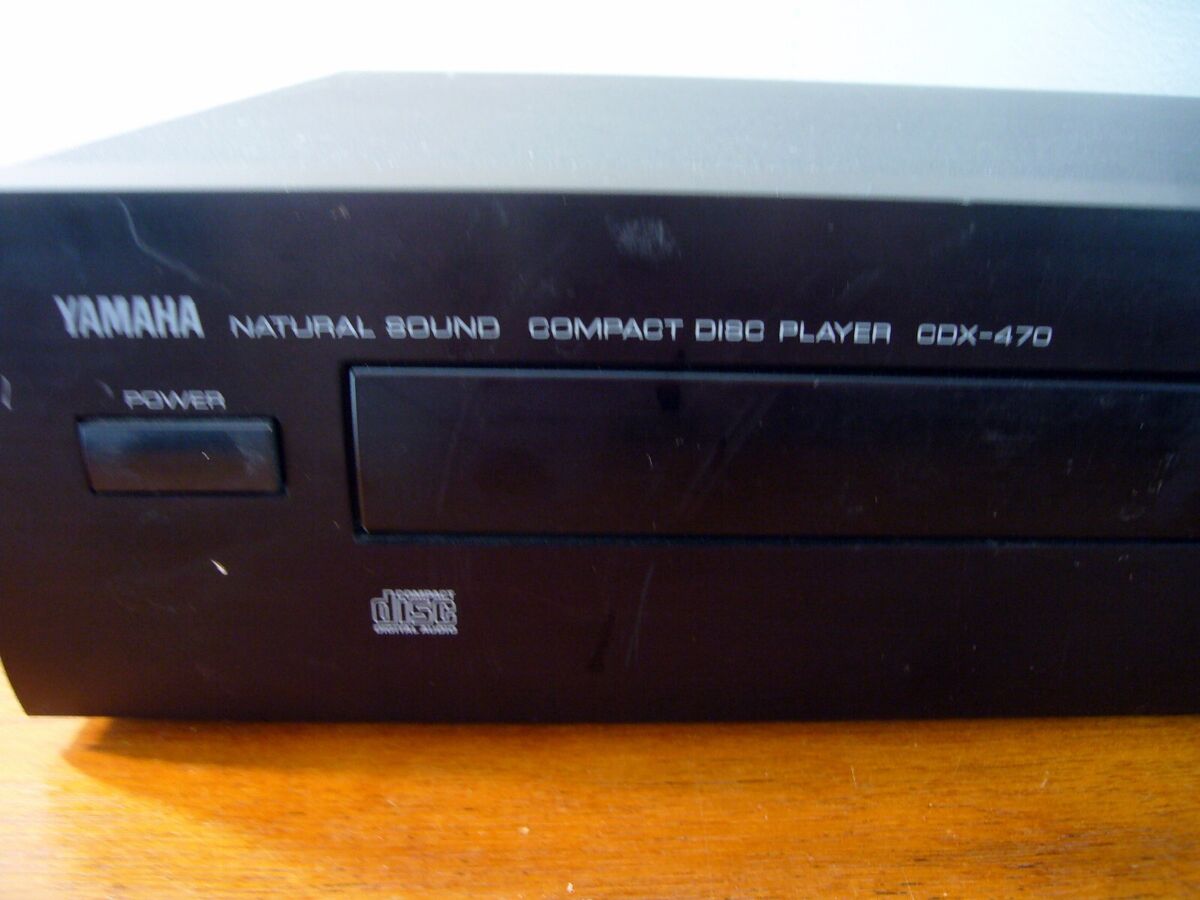 YAMAHA NATURAL SOUND COMPACT DISC PLAYER CDX-470
POWER
COMPACT
disc
DIGITAL AUDIO